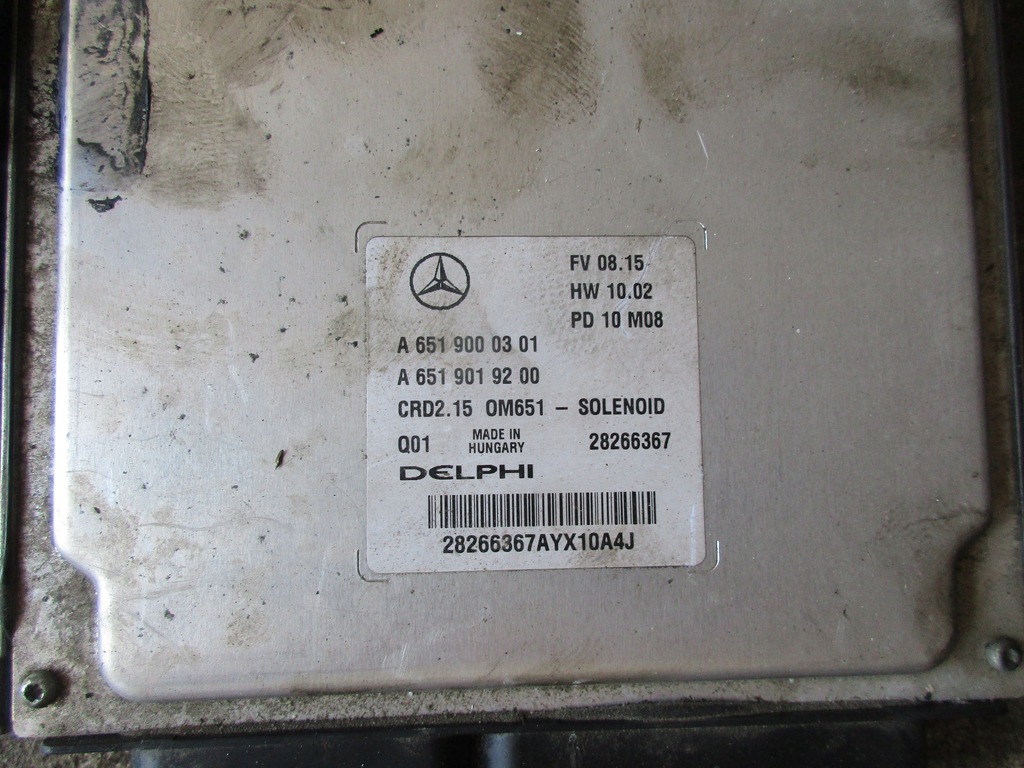 FV 08.15
HW 10.02
PD 10 M08
A 651 900 03 01
A 651 901 92 00
CRD2.15 OM651 – SOLENOID
Q01 MADE IN HUNGARY 28266367
DELPHI
28266367AYX10A4J